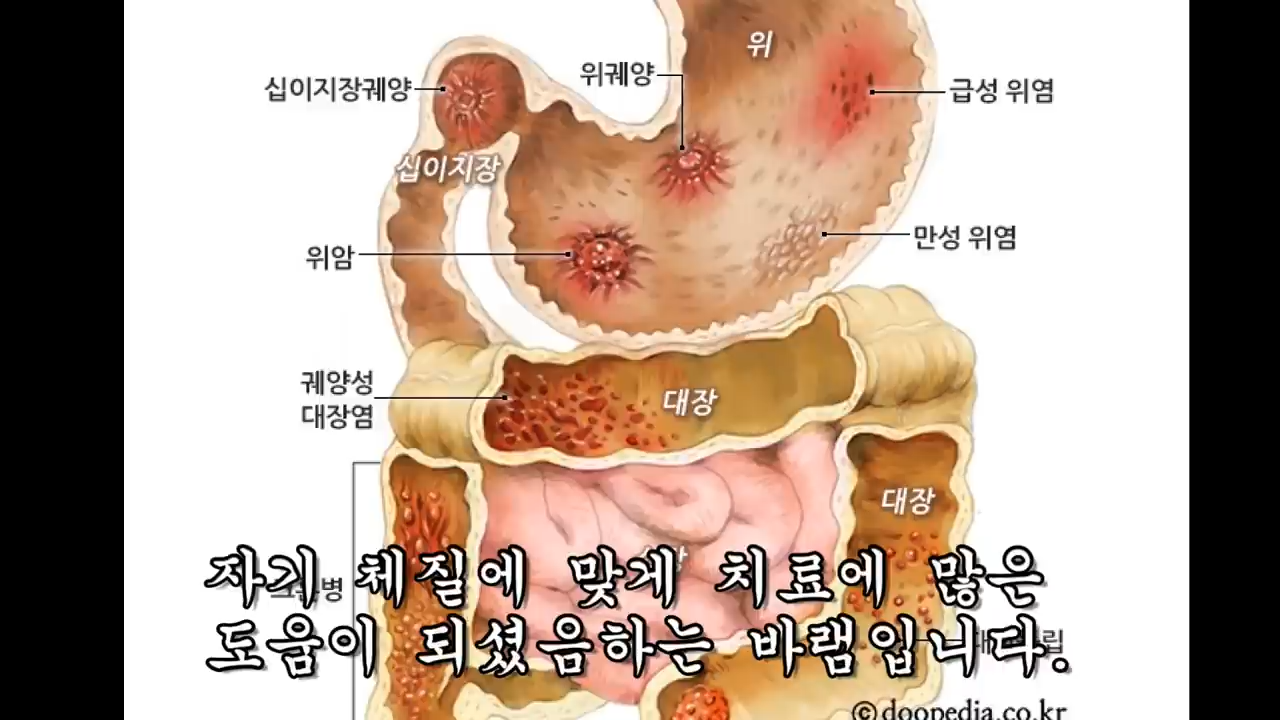 위
위궤양
십이지장궤양
급성 위염
십이지장
만성 위염
위암
궤양성
대장염
대장
대장
자기 체질에 맞게 치료에 많은
도움이 되셨음하는 바램입니다.
©doopedia.co.kr